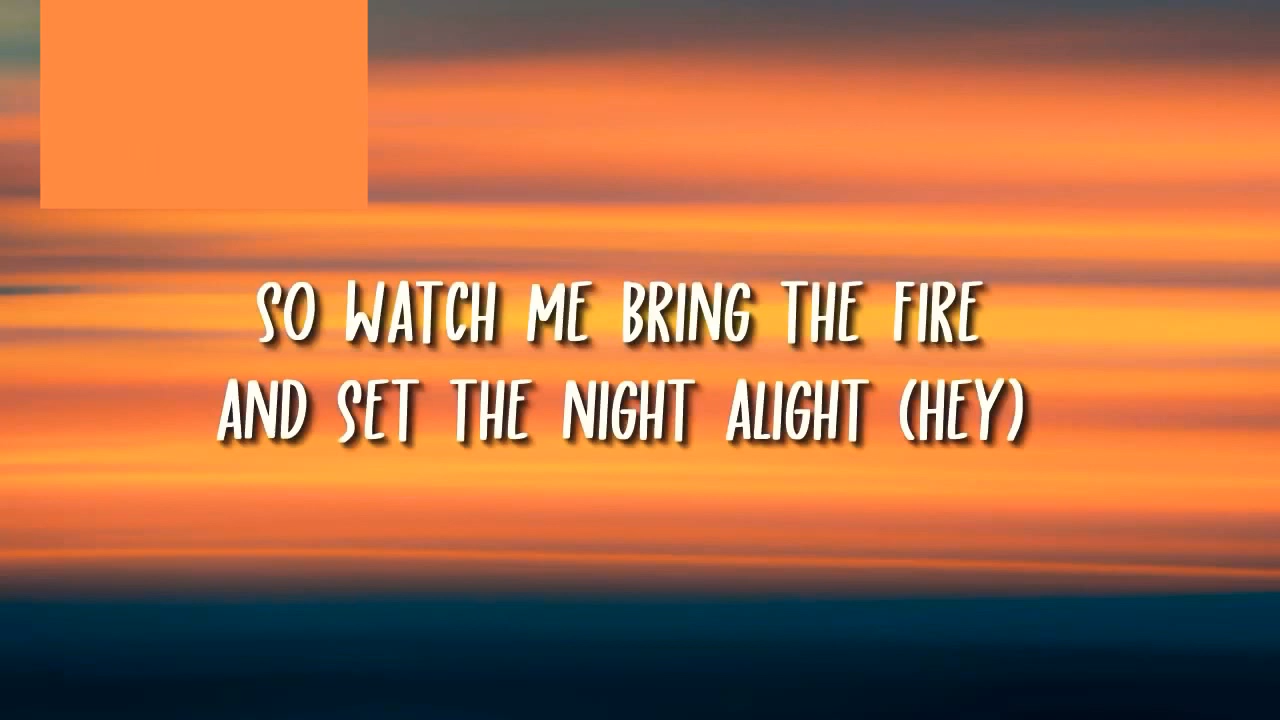 SO WATCH ME BRING THE FIRE
AND SET THE NIGHT ALIGHT (HEY)